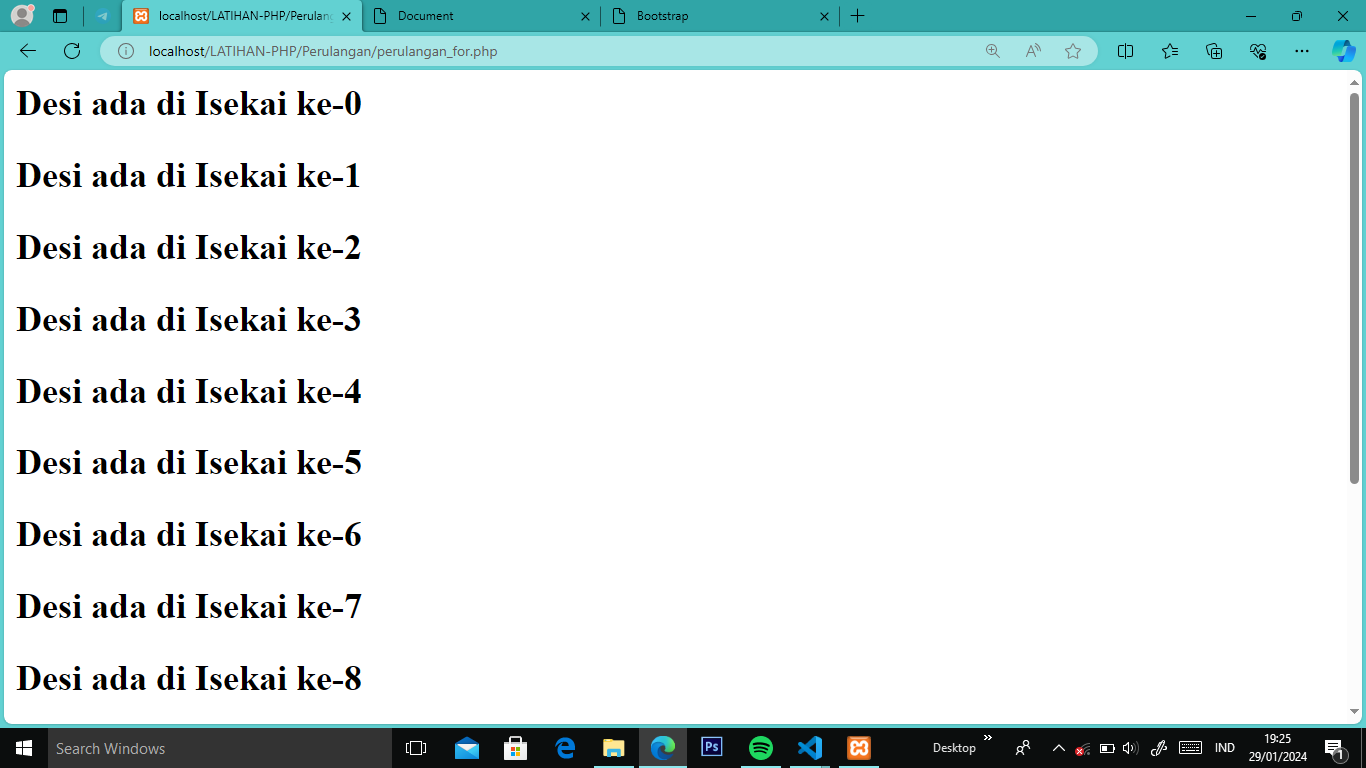 localhost/LATIHAN-PHP/Perulang
Document
Bootstrap
localhost/LATIHAN-PHP/Perulangan/perulangan_for.php
Desi ada di Isekai ke-0
Desi ada di Isekai ke-1
Desi ada di Isekai ke-2
Desi ada di Isekai ke-3
Desi ada di Isekai ke-4
Desi ada di Isekai ke-5
Desi ada di Isekai ke-6
Desi ada di Isekai ke-7
Desi ada di Isekai ke-8
Search Windows
Ps
Desktop
IND
19:25
29/01/2024
1